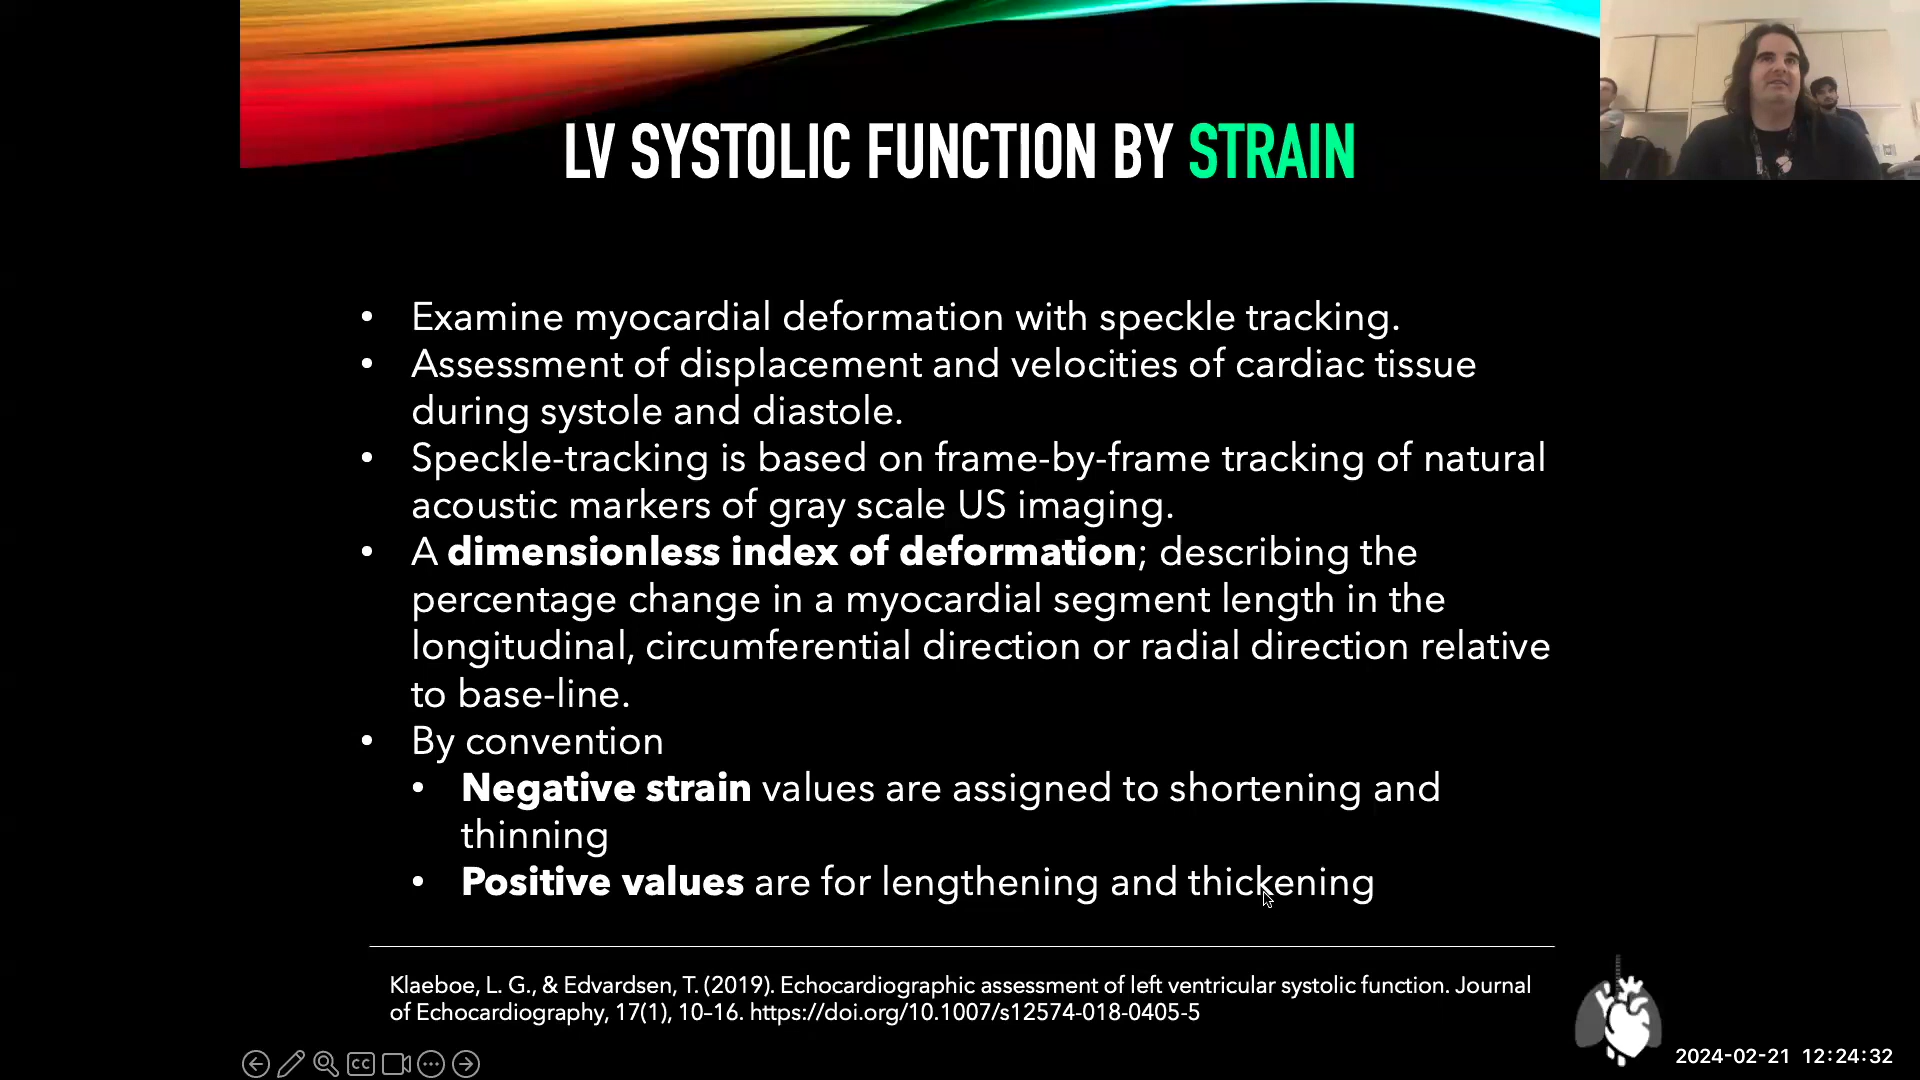 LV SYSTOLIC FUNCTION BY STRAIN
• Examine myocardial deformation with speckle tracking.
• Assessment of displacement and velocities of cardiac tissue
during systole and diastole.
• Speckle-tracking is based on frame-by-frame tracking of natural
acoustic markers of gray scale US imaging.
• A dimensionless index of deformation; describing the
percentage change in a myocardial segment length in the
longitudinal, circumferential direction or radial direction relative
to base-line.
• By convention
• Negative strain values are assigned to shortening and
thinning
• Positive values are for lengthening and thickening
Klaeboe, L. G., & Edvardsen, T. (2019). Echocardiographic assessment of left ventricular systolic function. Journal
of Echocardiography, 17(1), 10–16. https://doi.org/10.1007/s12574-018-0405-5
CC
2024-02-21 12:24:32